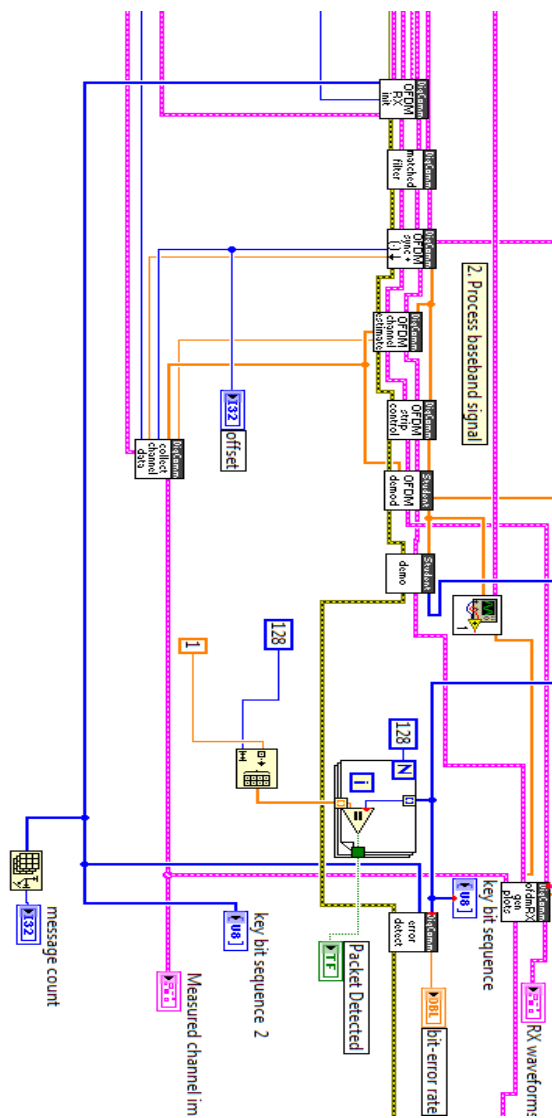 DigComm
OFDM
RX
init
DigComm
matched
filter
DigComm
OFDM
sync +
(·)↓
2. Process baseband signal
DigComm
OFDM
channel
estimate
DigComm
OFDM
strip
control
Student
OFDM
demod
Student
demo
DigComm
collect
channel
data
I32
offset
1
1
128
128
N
i
=
DigComm
ofdmRX
gen
plots
RX waveforms
U8
key bit sequence
DigComm
error
detect
DBL
bit-error rate
TF
Packet Detected
U8
key bit sequence 2
Measured channel im
I32
message count